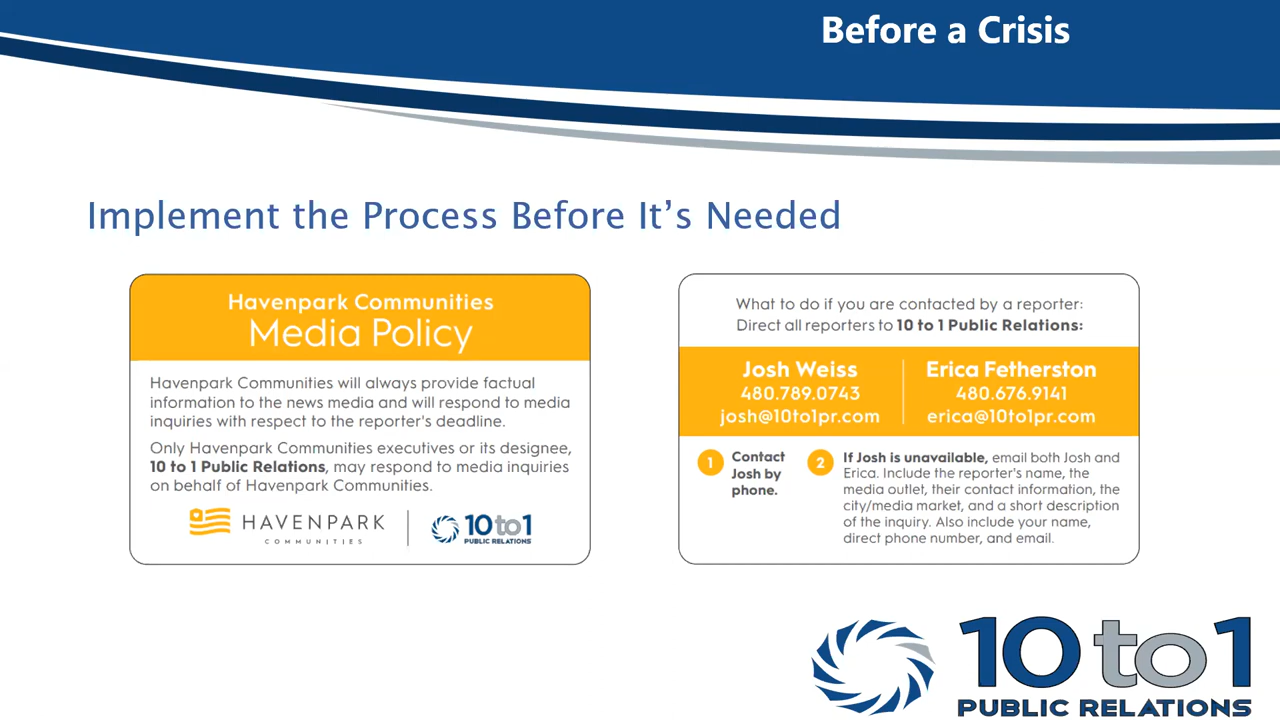 Before a Crisis
Implement the Process Before It's Needed
Havenpark Communities
Media Policy
Havenpark Communities will always provide factual
information to the news media and will respond to media
inquiries with respect to the reporter's deadline.
Only Havenpark Communities executives or its designee,
10 to 1 Public Relations, may respond to media inquiries
on behalf of Havenpark Communities.
HAVENPARK
COMMUNITIES
10to1
PUBLIC RELATIONS
What to do if you are contacted by a reporter:
Direct all reporters to 10 to 1 Public Relations:
Josh Weiss
480.789.0743
josh@10to1pr.com
Erica Fetherston
480.676.9141
erica@10to1pr.com
1
Contact
Josh by
phone.
2
If Josh is unavailable, email both Josh and
Erica. Include the reporter's name, the
media outlet, their contact information, the
city/media market, and a short description
of the inquiry. Also include your name,
direct phone number, and email.
10to1
PUBLIC RELATIONS